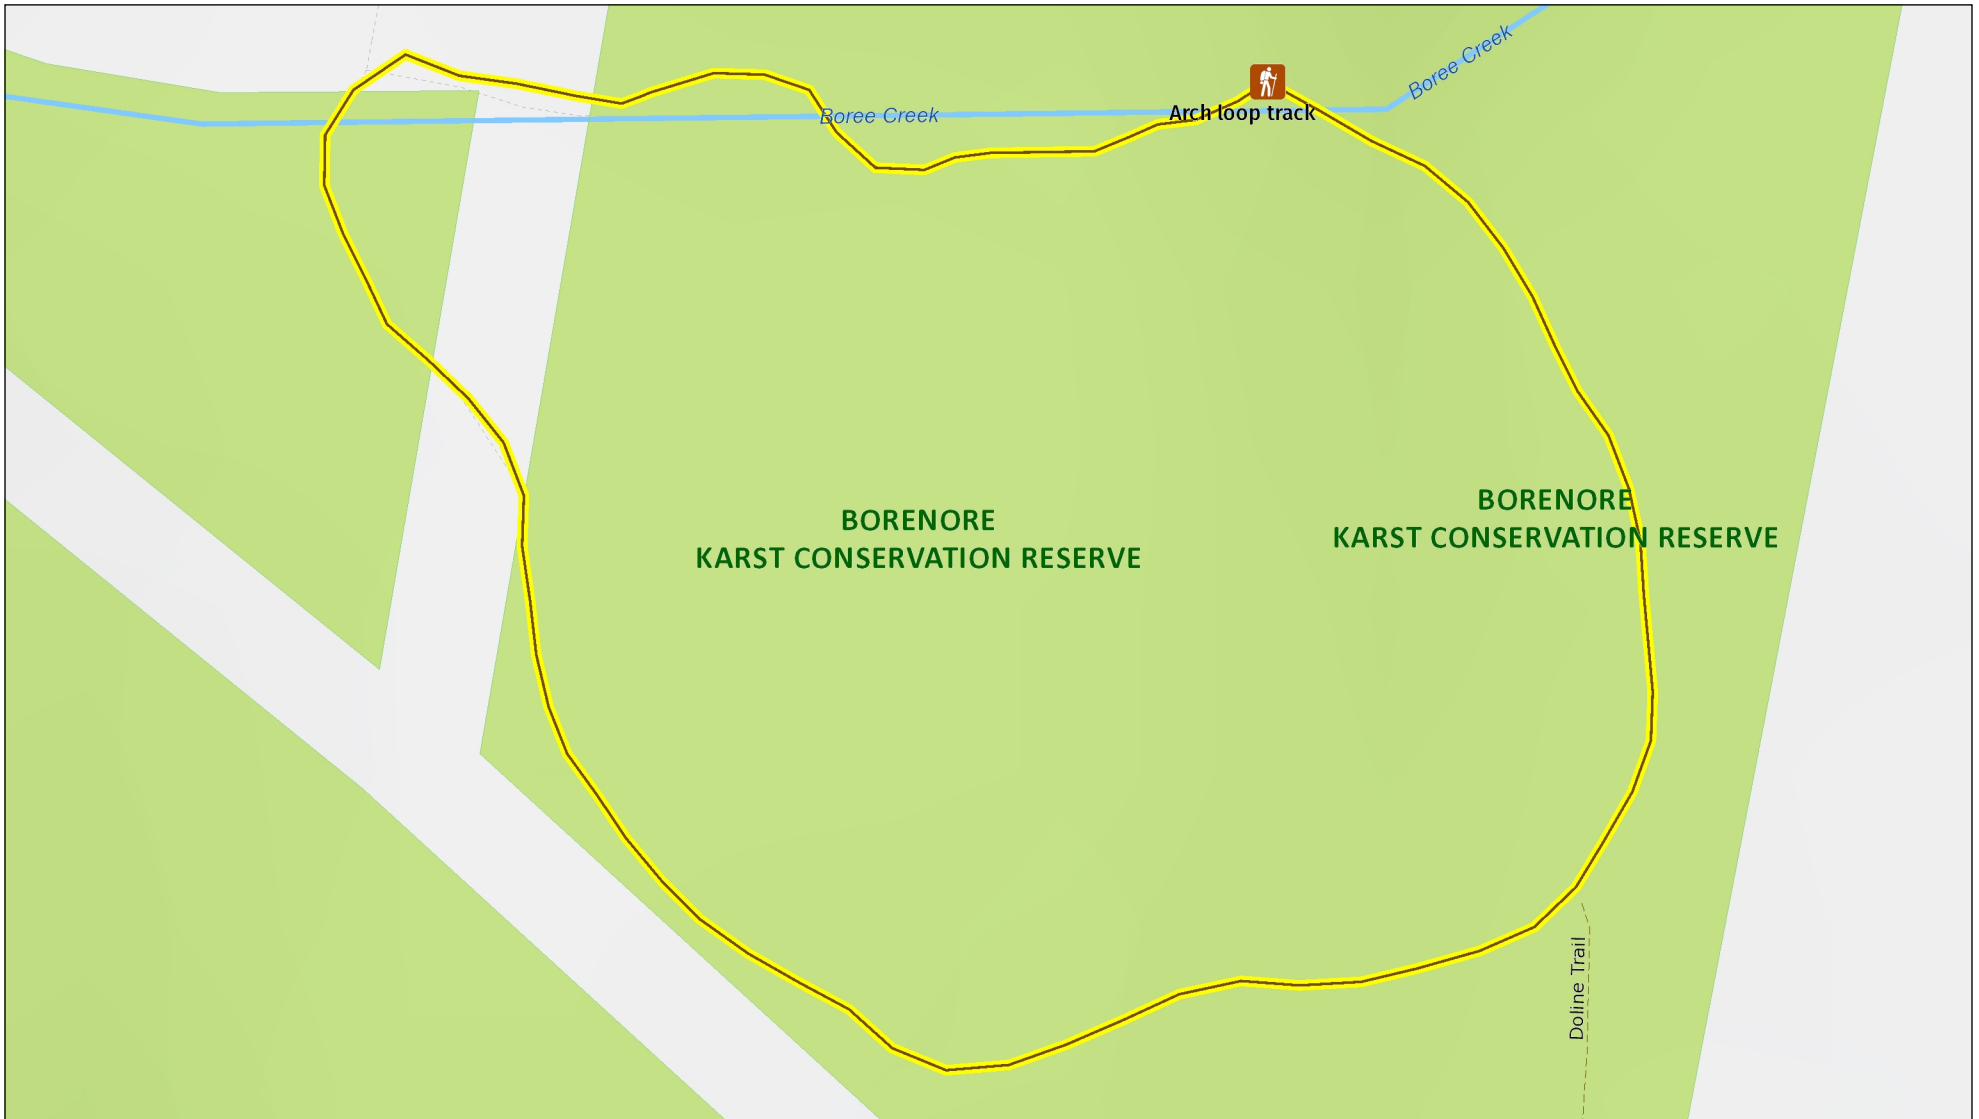 Boree Creek
Boree Creek
Arch loop track
BORENORE
KARST CONSERVATION RESERVE
BORENORE
KARST CONSERVATION RESERVE
Doline Trail